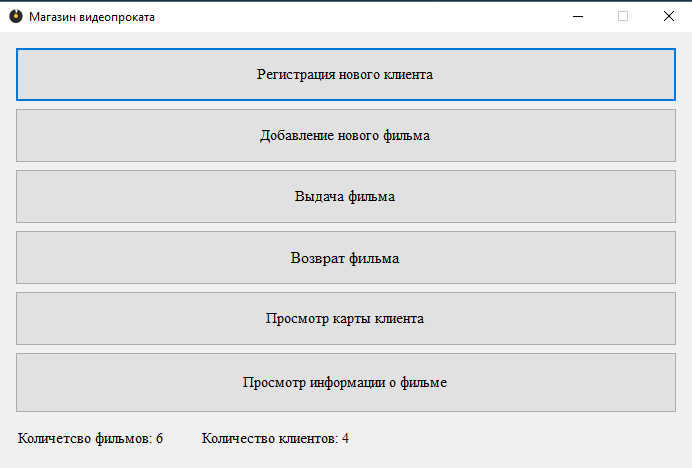 Магазин видеопроката
Регистрация нового клиента
Добавление нового фильма
Выдача фильма
Возврат фильма
Просмотр карты клиента
Просмотр информации о фильме
Количетсво фильмов: 6 Количество клиентов: 4